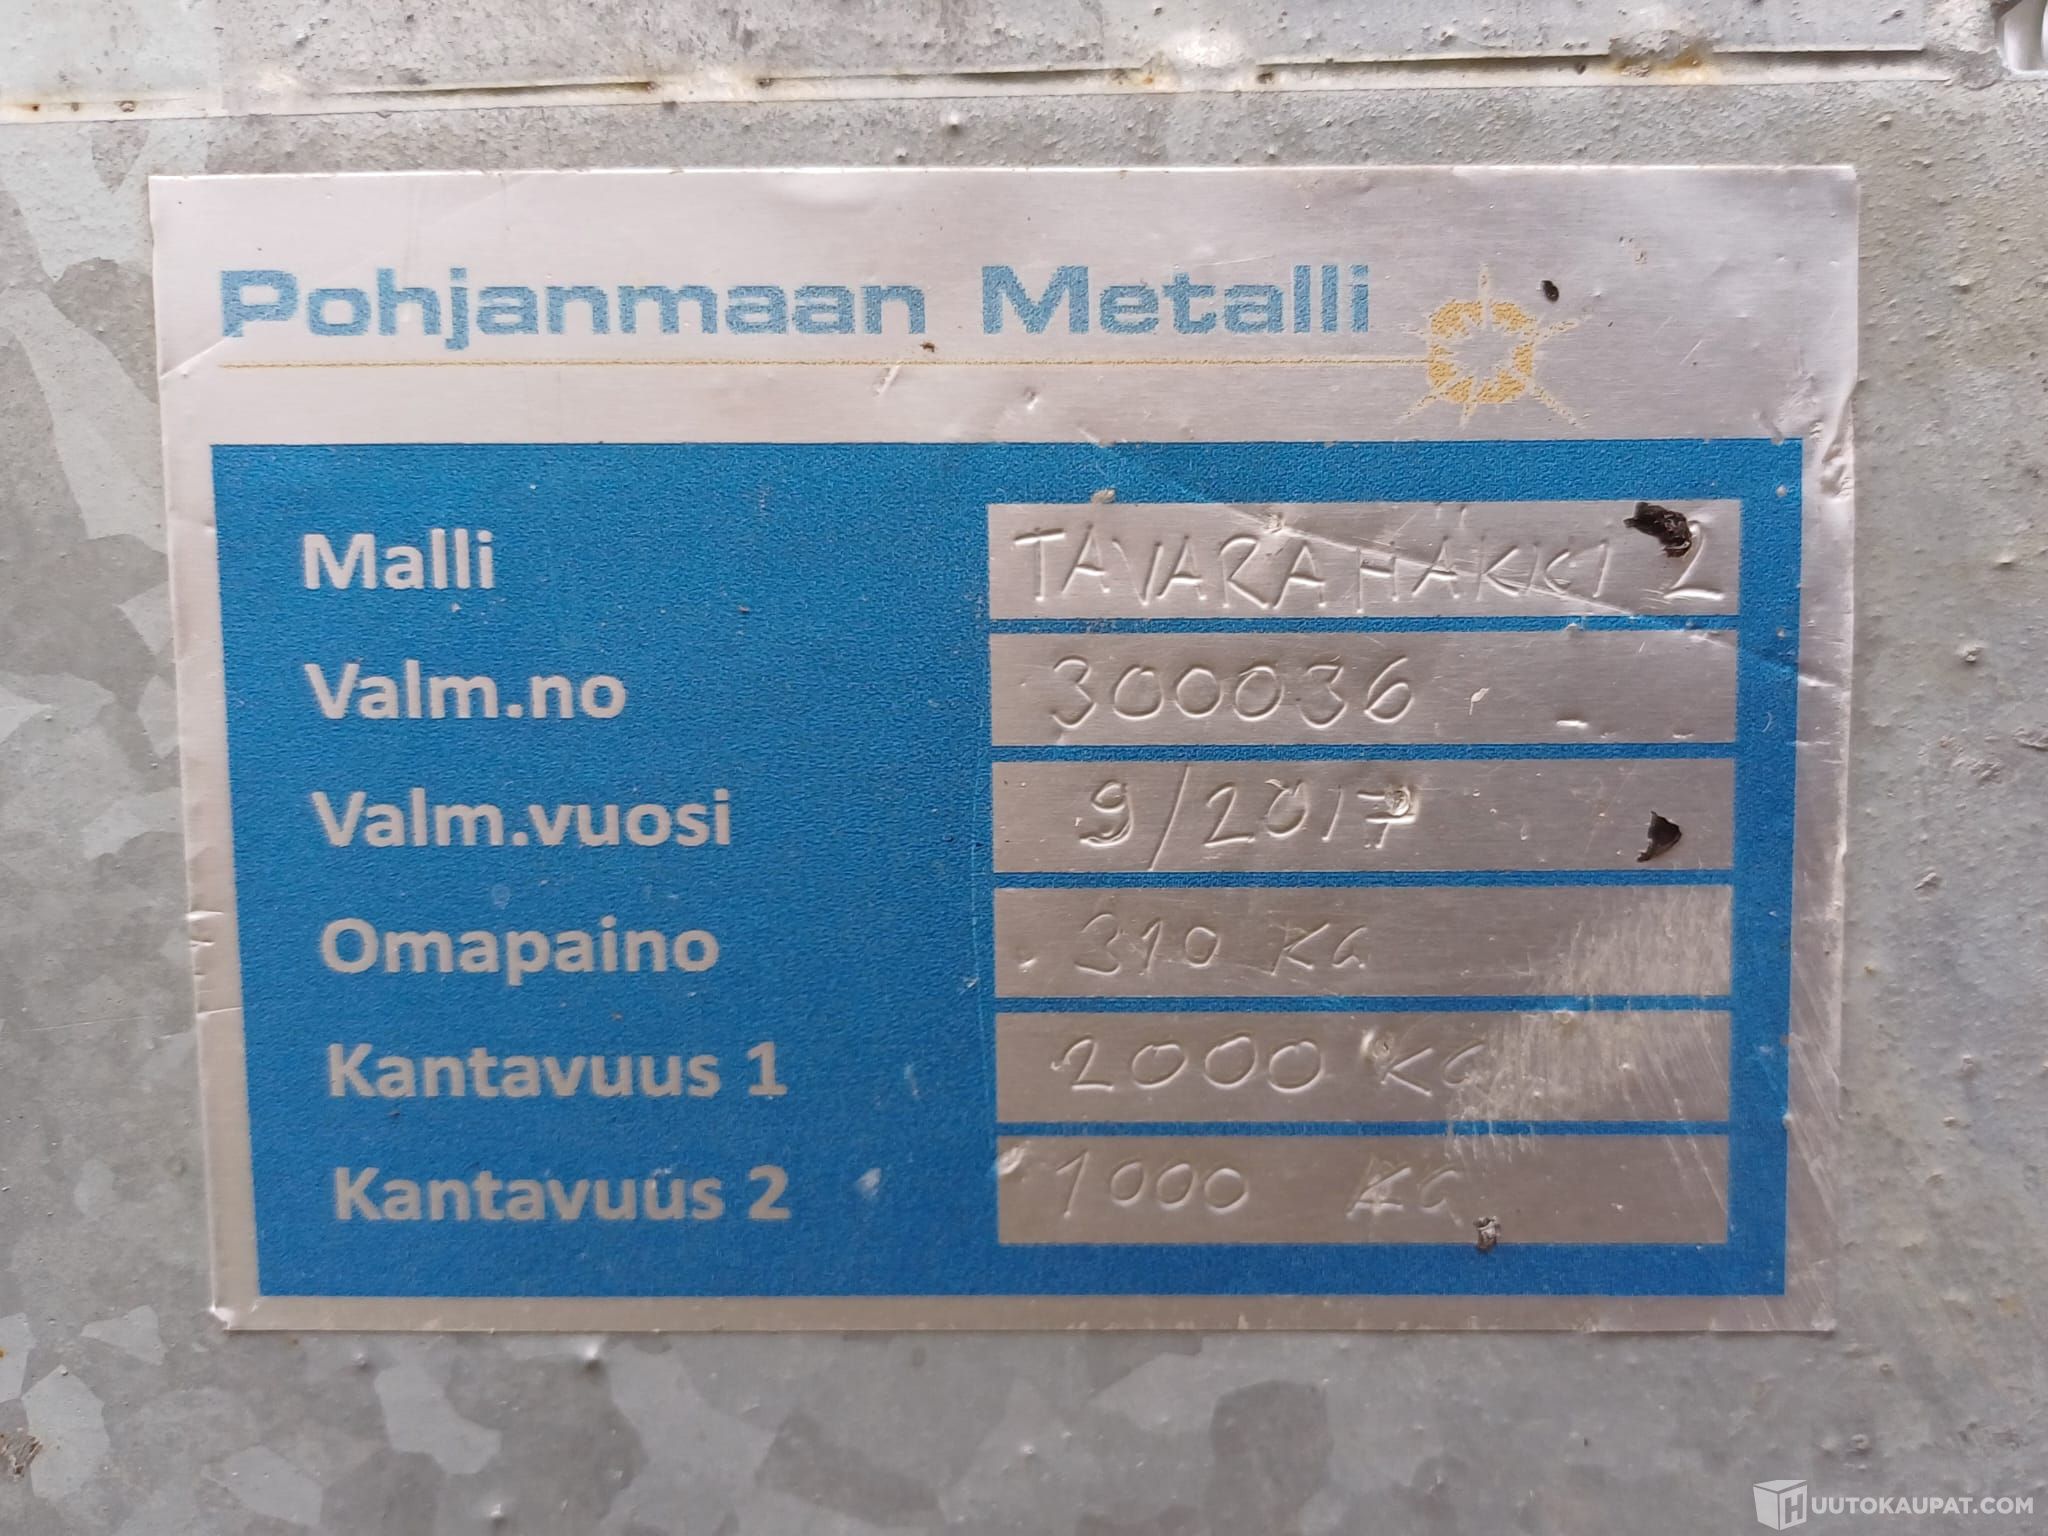 Pohjanmaan Metalli
Malli TAVARAHÄKKI 2
Valm.no 300036
Valm.vuosi 9/2017
Omapaino 310 KG
Kantavuus 1 2000 KG
Kantavuus 2 1000 KG
HUUTOKAUPAT.COM